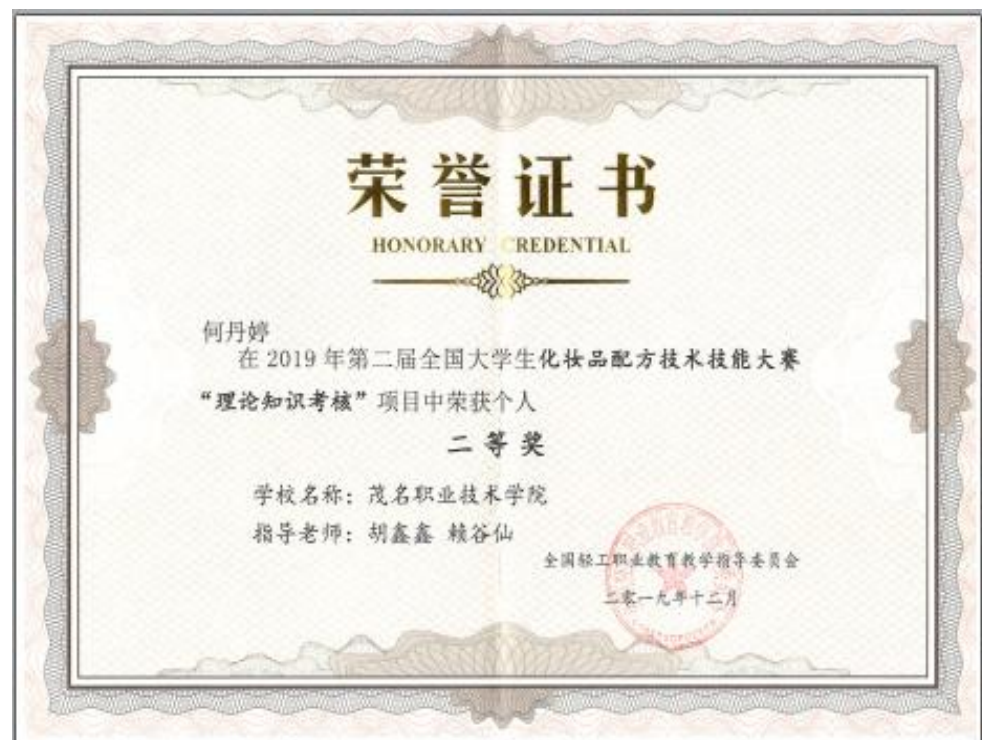 荣誉证书
HONORARY CREDENTIAL
何丹婷
在 2019 年第二届全国大学生化妆品配方技术技能大赛
“理论知识考核”项目中荣获个人
二等奖
学校名称：茂名职业技术学院
指导老师：胡鑫鑫 赖谷仙
全国轻工职业教育教学指导委员会
二零一九年十二月